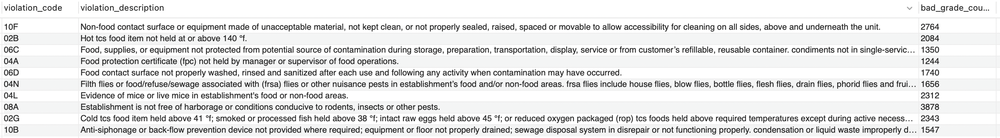 violation_code violation_description bad_grade_cou...
10F Non-food contact surface or equipment made of unacceptable material, not kept clean, or not properly sealed, raised, spaced or movable to allow accessibility for cleaning on all sides, above and underneath the unit. 2764
02B Hot tcs food item not held at or above 140 °f. 2084
06C Food, supplies, or equipment not protected from potential source of contamination during storage, preparation, transportation, display, service or from customer’s refillable, reusable container. condiments not in single-servic... 1350
04A Food protection certificate (fpc) not held by manager or supervisor of food operations. 1244
06D Food contact surface not properly washed, rinsed and sanitized after each use and following any activity when contamination may have occurred. 1740
04N Filth flies or food/refuse/sewage associated with (frsa) flies or other nuisance pests in establishment’s food and/or non-food areas. frsa flies include house flies, blow flies, bottle flies, flesh flies, drain flies, phorid flies and frui... 1656
04L Evidence of mice or live mice in establishment's food or non-food areas. 2312
08A Establishment is not free of harborage or conditions conducive to rodents, insects or other pests. 3878
02G Cold tcs food item held above 41 °f; smoked or processed fish held above 38 °f; intact raw eggs held above 45 °f; or reduced oxygen packaged (rop) tcs foods held above required temperatures except during active necess... 2343
10B Anti-siphonage or back-flow prevention device not provided where required; equipment or floor not properly drained; sewage disposal system in disrepair or not functioning properly. condensation or liquid waste improperly d... 1547